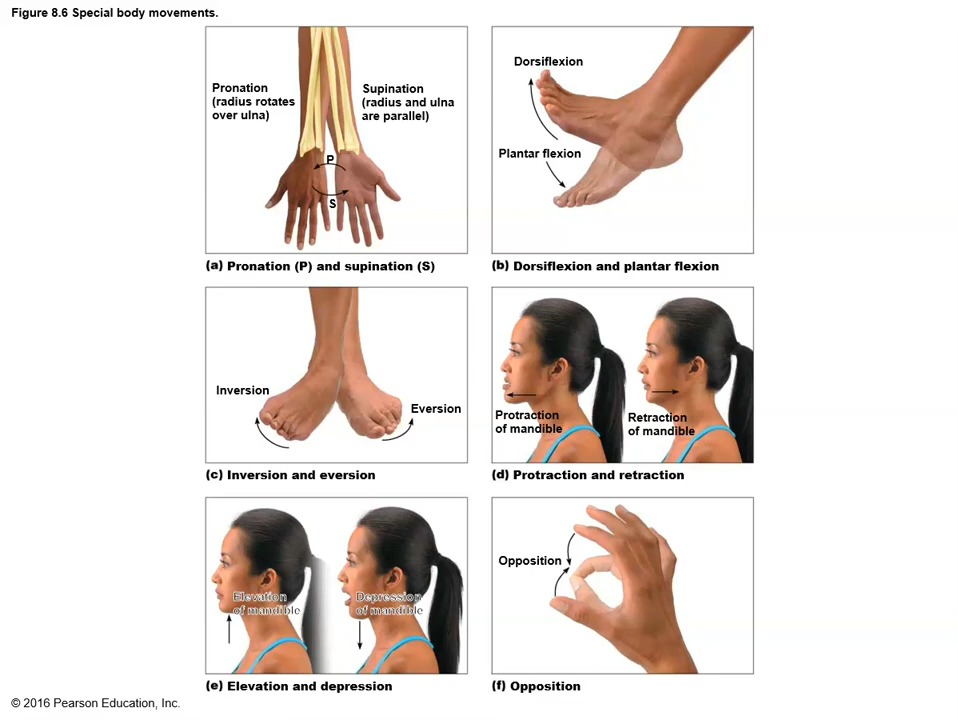 Figure 8.6 Special body movements.
Pronation
(radius rotates
over ulna)
Supination
(radius and ulna
are parallel)
P
S
(a) Pronation (P) and supination (S)
Dorsiflexion
Plantar flexion
(b) Dorsiflexion and plantar flexion
Inversion
Eversion
(c) Inversion and eversion
Protraction
of mandible
Retraction
of mandible
(d) Protraction and retraction
Elevation
of mandible
Depression
of mandible
(e) Elevation and depression
Opposition
(f) Opposition
© 2016 Pearson Education, Inc.